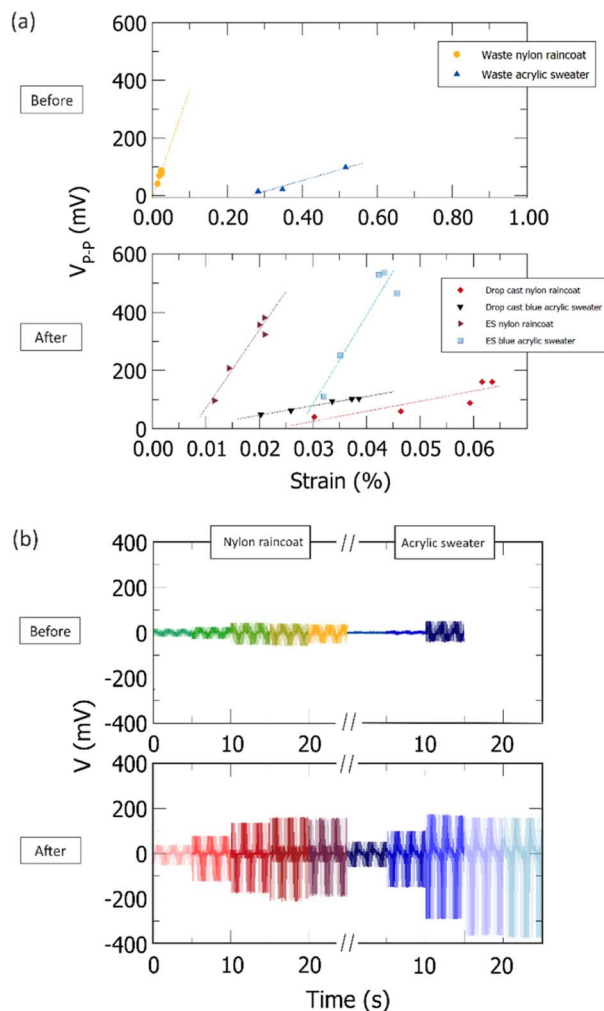 (a)
600
Waste nylon raincoat
Waste acrylic sweater
Before
400
200
0
0.00 0.20 0.40 0.60 0.80 1.00
V_{P-P} (mV)
600
Drop cast nylon raincoat
Drop cast blue acrylic sweater
ES nylon raincoat
ES blue acrylic sweater
After
400
200
0
0.00 0.01 0.02 0.03 0.04 0.05 0.06
Strain (%)
(b)
Nylon raincoat // Acrylic sweater
400
200
Before
0
-200
-400
0 10 20 // 10 20
V (mV)
400
200
After
0
-200
-400
0 10 20 // 10 20
Time (s)